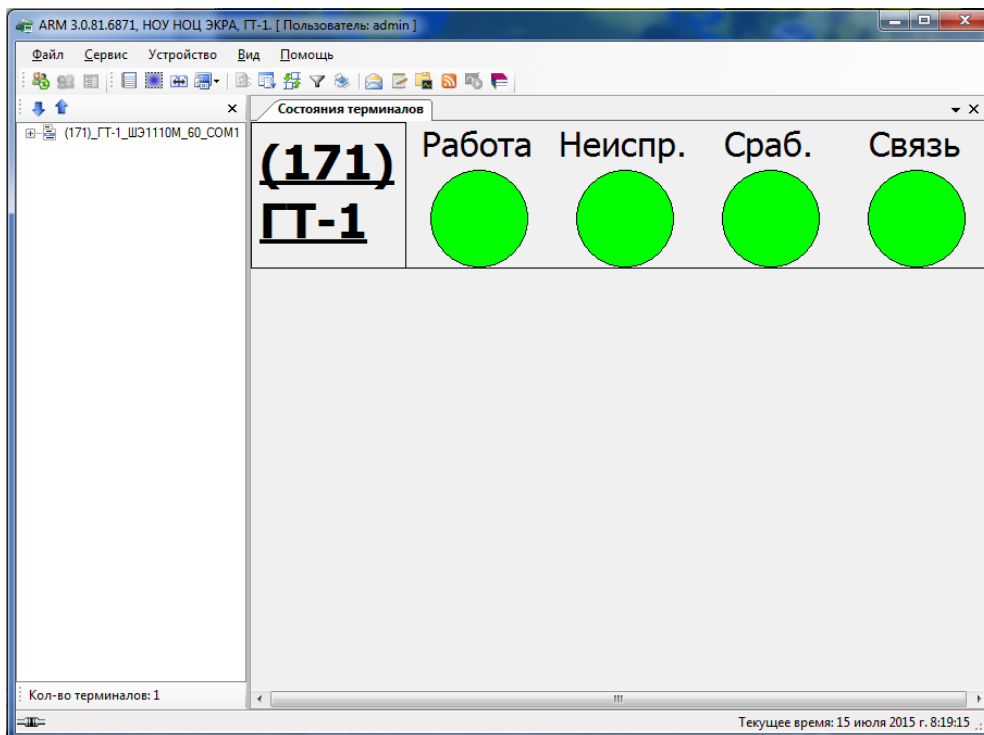 ARM 3.0.81.6871, НОУ НОЦ ЭКРА, ГТ-1. [ Пользователь: admin ]
Файл Сервис Устройство Вид Помощь
Состояния терминалов
(171)_ГТ-1_ШЭ1110М_60_COM1
(171) ГТ-1
Работа Неиспр. Сраб. Связь
Кол-во терминалов: 1
Текущее время: 15 июля 2015 г. 8:19:15